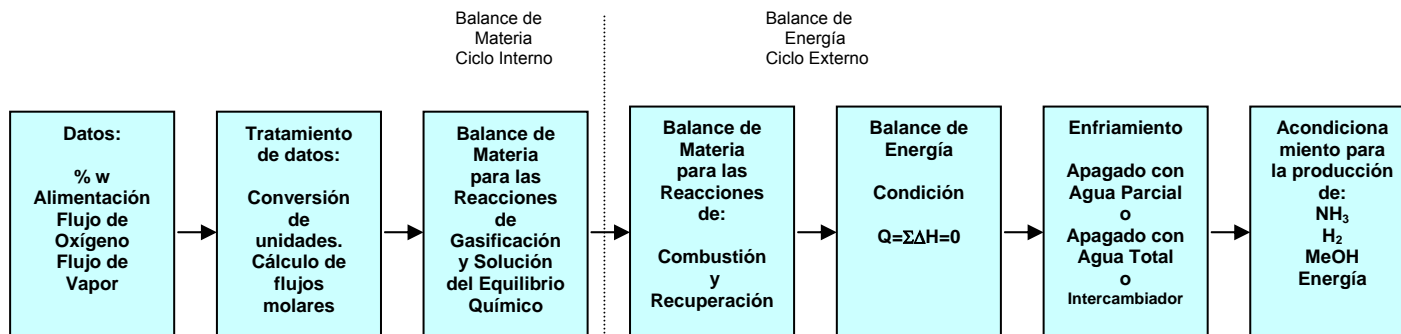 Balance de
Materia
Ciclo Interno
Balance de
Energía
Ciclo Externo
Datos:
% w
Alimentación
Flujo de
Oxígeno
Flujo de
Vapor
Tratamiento
de datos:
Conversión
de
unidades.
Cálculo de
flujos
molares
Balance de
Materia
para las
Reacciones
de
Gasificación
y Solución
del Equilibrio
Químico
Balance de
Materia
para las
Reacciones
de:
Combustión
y
Recuperación
Balance de
Energía
Condición
Q=ΣΔH=0
Enfriamiento
Apagado con
Agua Parcial
o
Apagado con
Agua Total
o
Intercambiador
Acondiciona
miento para
la producción
de:
NH₃
H₂
MeOH
Energía